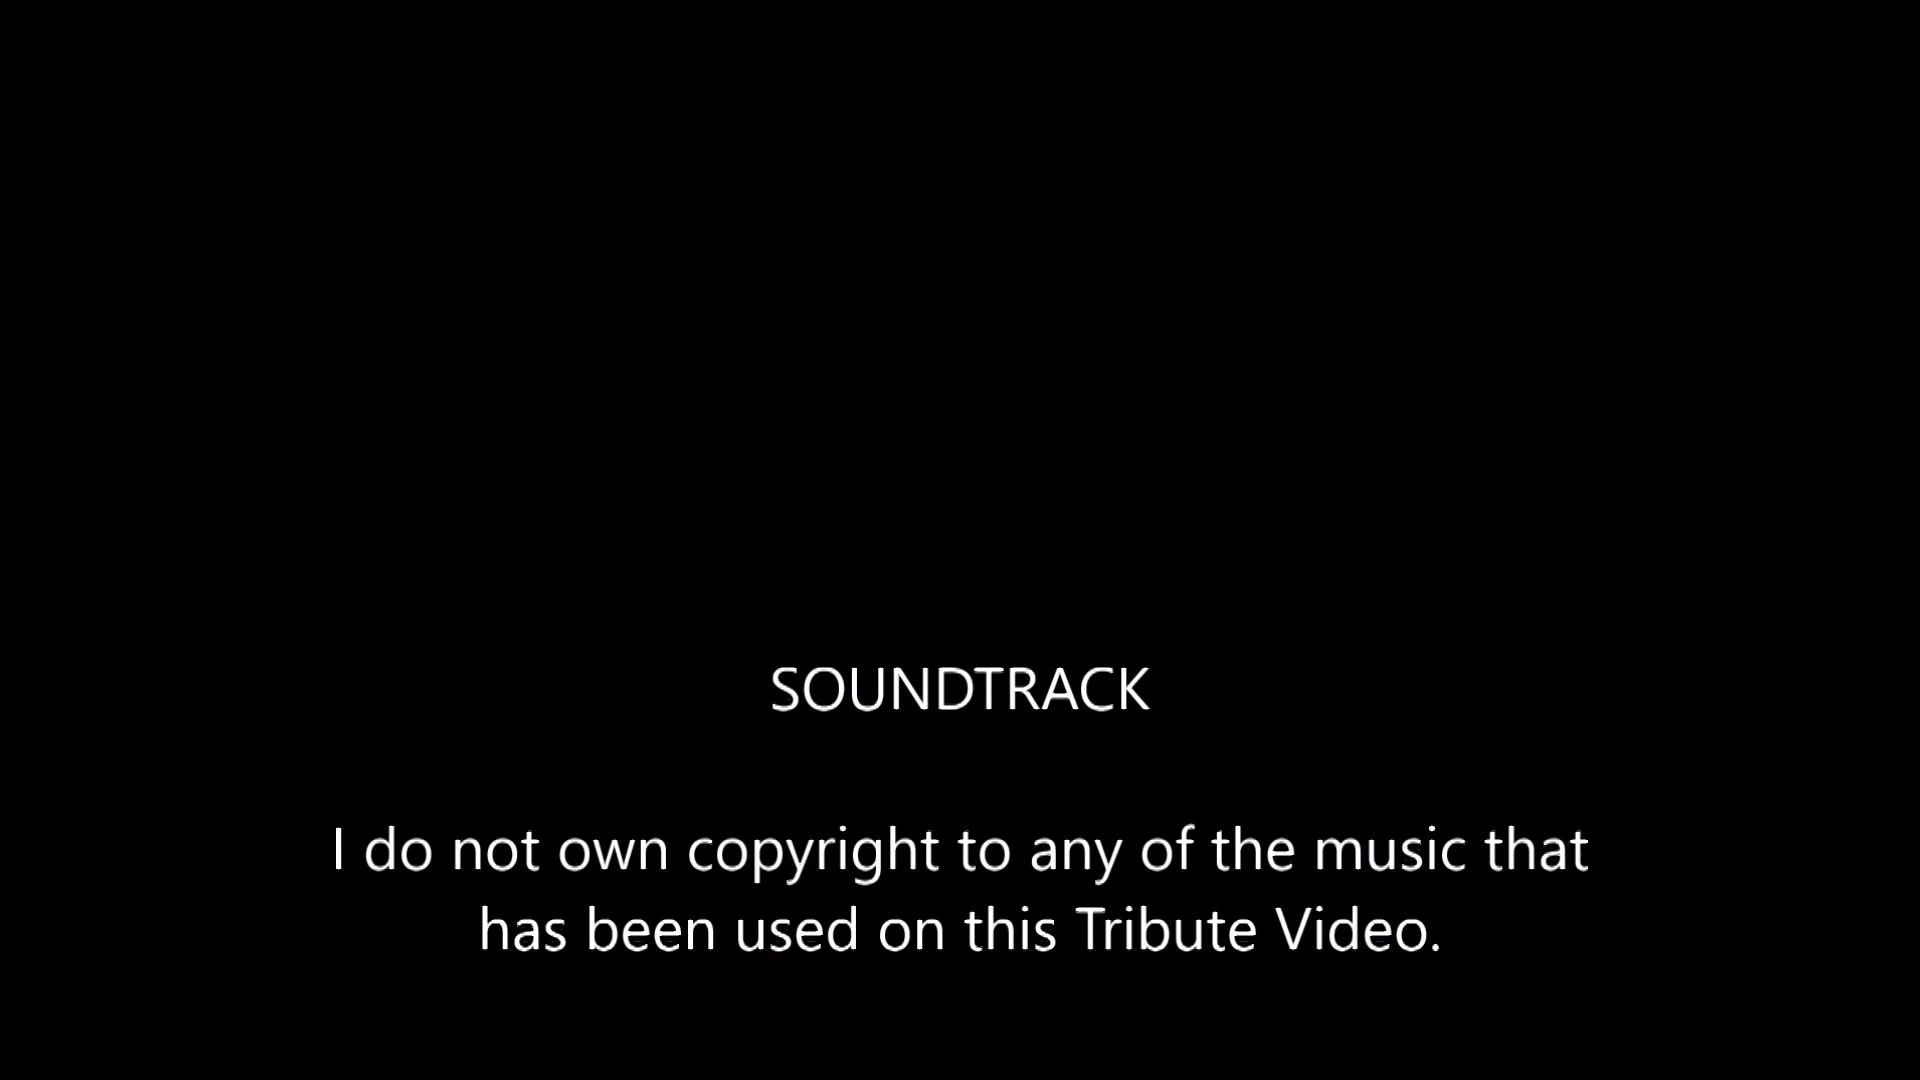 SOUNDTRACK
I do not own copyright to any of the music that
has been used on this Tribute Video.